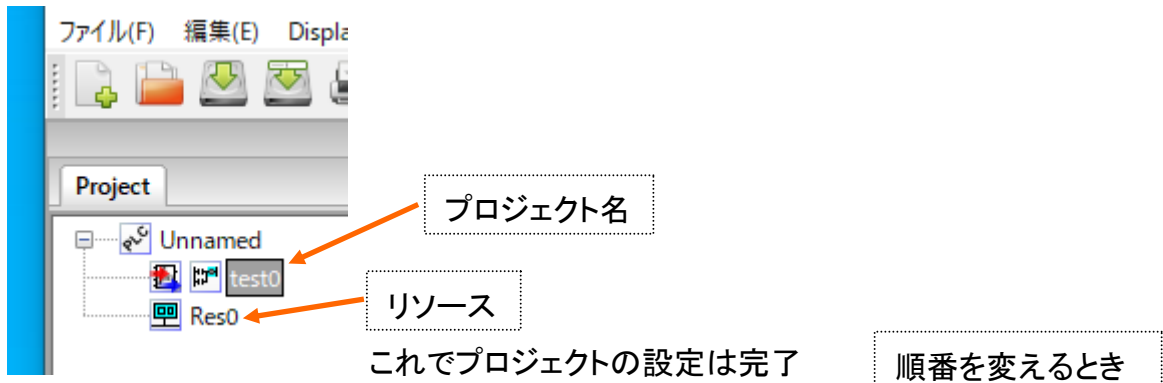 ファイル(F) 編集(E) Displa
Project
プロジェクト名
Unnamed
test0
リソース
Res0
これでプロジェクトの設定は完了
順番を変えるとき